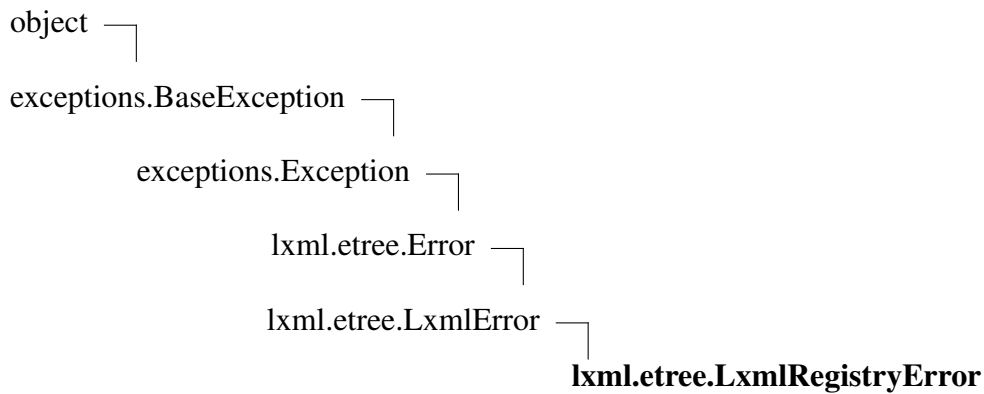 object
exceptions.BaseException
exceptions.Exception
lxml.etree.Error
lxml.etree.LxmlError
lxml.etree.LxmlRegistryError